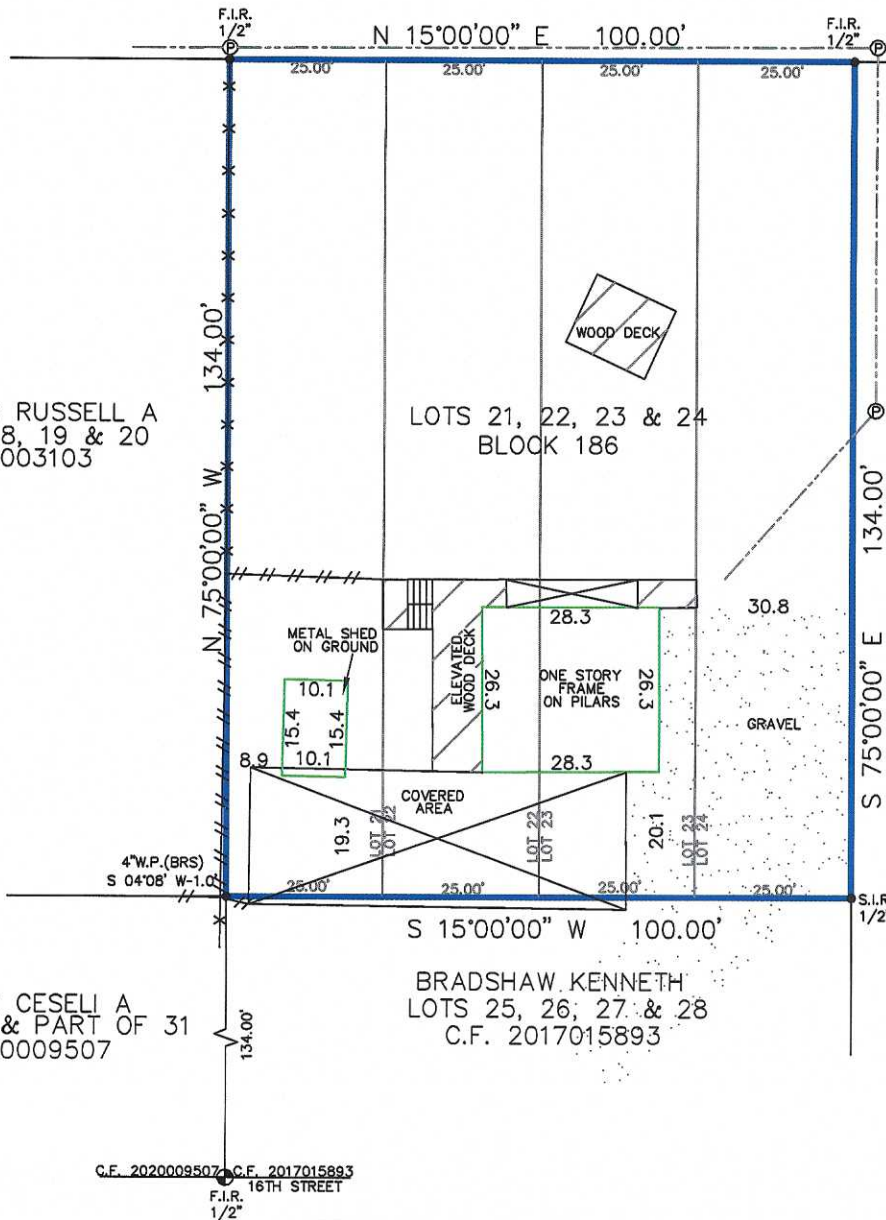 F.I.R.
1/2"
N 15°00'00" E 100.00'
F.I.R.
1/2"
P
P
25.00'
25.00'
25.00'
25.00'
134.00'
N 75°00'00" W
WOOD DECK
RUSSELL A
8, 19 & 20
003103
LOTS 21, 22, 23 & 24
BLOCK 186
P
134.00'
S 75°00'00" E
28.3
30.8
METAL SHED
ON GROUND
10.1
15.4
15.4
10.1
8.9
ELEVATED
WOOD DECK
26.3
ONE STORY
FRAME
ON PILARS
26.3
28.3
GRAVEL
COVERED
AREA
19.3
LOT 21
LOT 22
LOT 22
LOT 23
20.1
LOT 23
LOT 24
4"W.P.(BRS)
S 04°08' W-1.0'
25.00'
25.00'
25.00'
25.00'
S.I.R
1/2"
S 15°00'00" W 100.00'
BRADSHAW KENNETH
LOTS 25, 26, 27 & 28
C.F. 2017015893
CESELI A
& PART OF 31
0009507
134.00'
C.F. 2020009507
C.F. 2017015893
16TH STREET
F.I.R.
1/2"